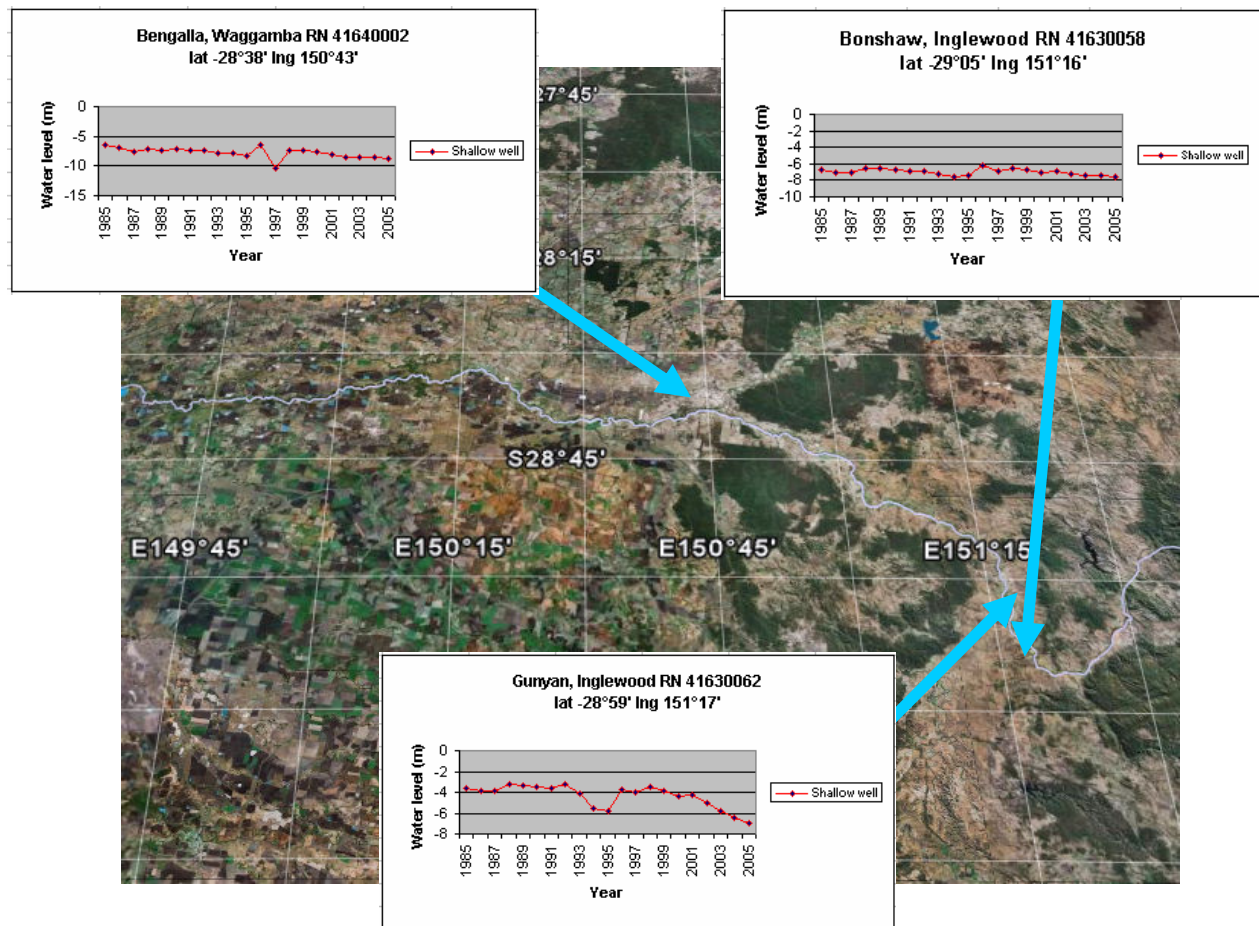 Bengalla, Waggamba RN 41640002
lat -28°38' lng 150°43'
Water level (m)
0
-5
-10
-15
1985
1987
1989
1991
1993
1995
1997
1999
2001
2003
2005
Year
Shallow well
Bonshaw, Inglewood RN 41630058
lat -29°05' lng 151°16'
Water level (m)
0
-2
-4
-6
-8
-10
1985
1987
1989
1991
1993
1995
1997
1999
2001
2003
2005
Year
Shallow well
27°45'
28°15'
S28°45'
E149°45'
E150°15'
E150°45'
E151°15
Gunyan, Inglewood RN 41630062
lat -28°59' lng 151°17'
Water level (m)
0
-2
-4
-6
-8
1985
1987
1989
1991
1993
1995
1997
1999
2001
2003
2005
Year
Shallow well